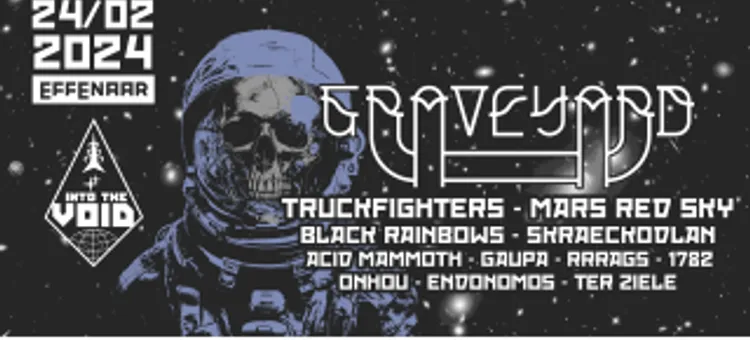 24/02
2024
EFFENAAR
INTO THE
VOID
GRAVEYARD
TRUCKFIGHTERS - MARS RED SKY
BLACK RAINBOWS - SKRAECKODLAN
ACID MAMMOTH - GAUPA - RRRAGS - 1782
ONHOU - ENDONOMOS - TER ZIELE